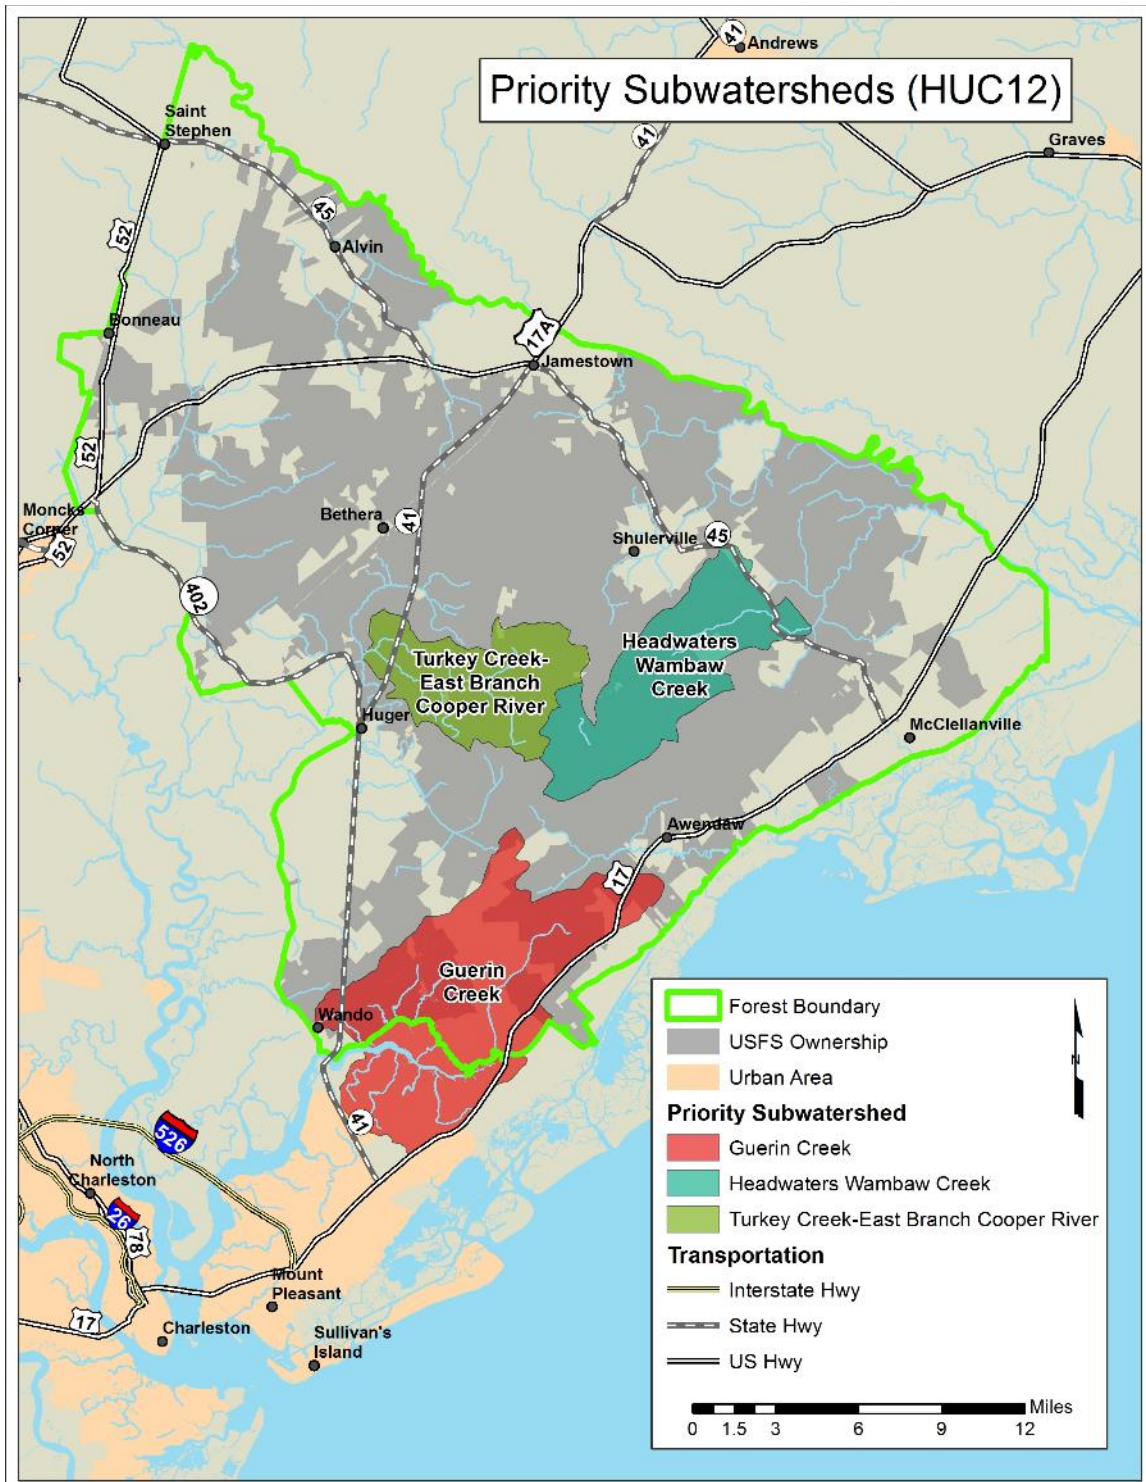 Priority Subwatersheds (HUC12)
41
Andrews
Saint
Stephen
41
Graves
45
52
Alvin
Bonneau
17A
Jamestown
52
Moncks
Corner
52
Bethera
41
Shulerville
45
402
Turkey Creek-
East Branch
Cooper River
Headwaters
Wambaw
Creek
Huger
McClellanville
Awendaw
17
Guerin
Creek
Wando
41
526
North
Charleston
26
78
Mount
Pleasant
17
Charleston
Sullivan's
Island
Forest Boundary
USFS Ownership
Urban Area
N
Priority Subwatershed
Guerin Creek
Headwaters Wambaw Creek
Turkey Creek-East Branch Cooper River
Transportation
Interstate Hwy
State Hwy
US Hwy
Miles
0 1.5 3 6 9 12